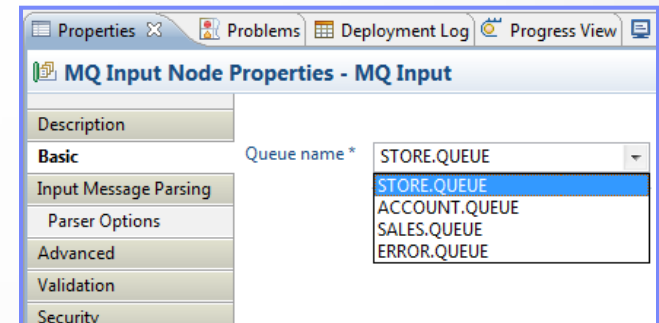 Properties Problems Deployment Log Progress View
MQ Input Node Properties - MQ Input
Description
Basic
Queue name * STORE.QUEUE
STORE.QUEUE
ACCOUNT.QUEUE
SALES.QUEUE
ERROR.QUEUE
Input Message Parsing
Parser Options
Advanced
Validation
Security